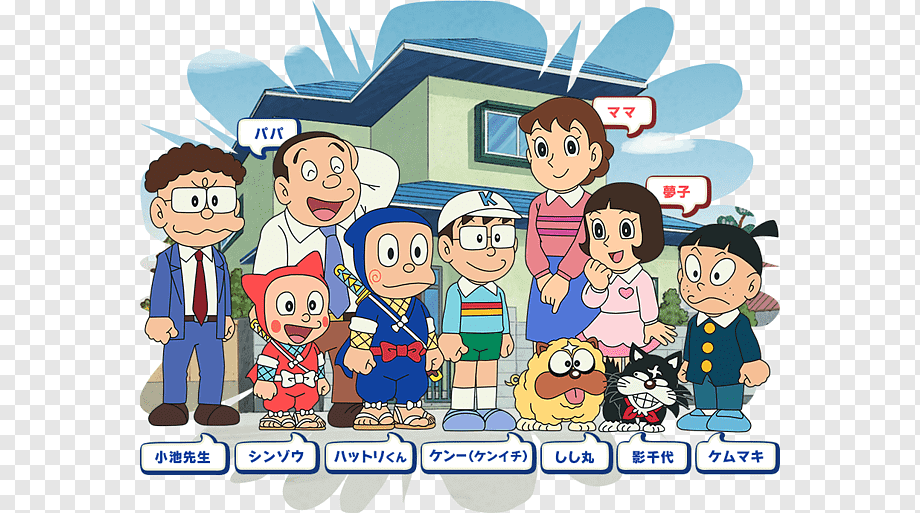 パパ
ママ
夢子
K
小池先生
シンゾウ
ハットリくん
ケン一(ケンイチ)
しし丸
影千代
ケムマキ